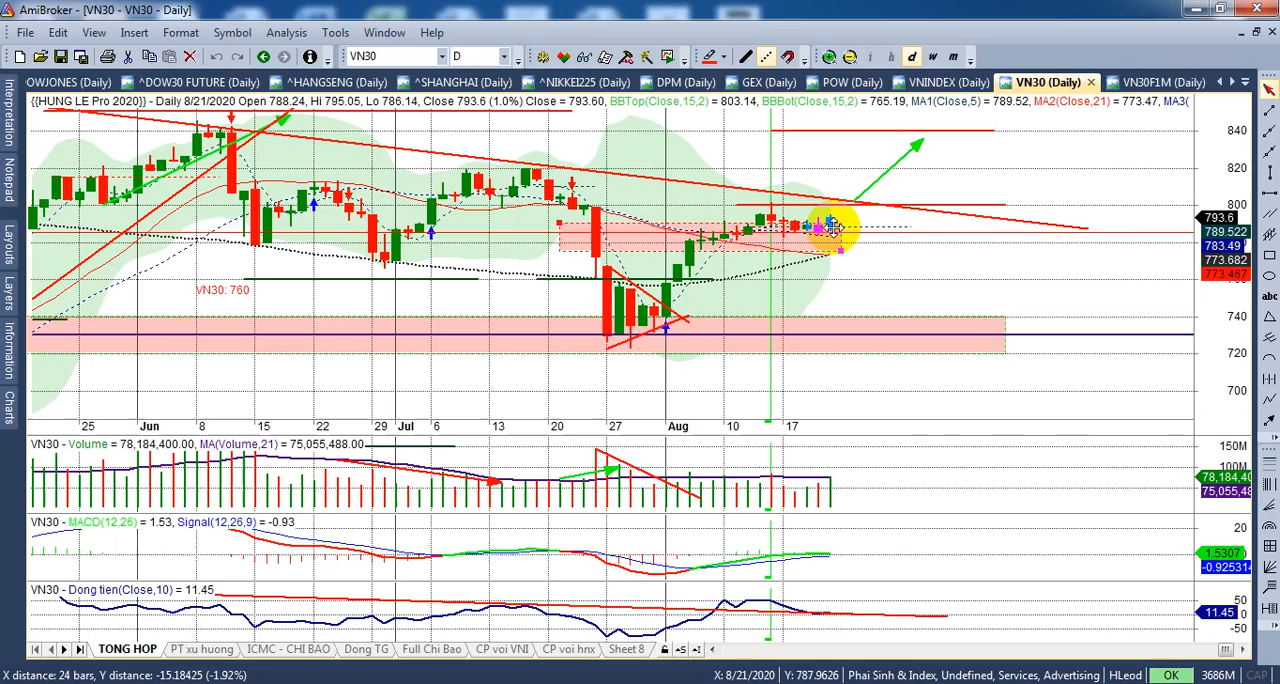 AmiBroker - [VN30 - VN30 - Daily]
File Edit View Insert Format Symbol Analysis Tools Window Help
VN30 D i h d w m
OWJONES (Daily) ^DOW30 FUTURE (Daily) ^HANGSENG (Daily) ^SHANGHAI (Daily) ^NIKKEI225 (Daily) DPM (Daily) GEX (Daily) POW (Daily) VNINDEX (Daily) VN30 (Daily) VN30F1M (Daily)
{{HUNG LE Pro 2020}} - Daily 8/21/2020 Open 788.24, Hi 795.05, Lo 786.14, Close 793.6 (1.0%) Close = 793.60, BBTop(Close,15,2) = 803.14, BBBot(Close,15,2) = 765.19, MA1(Close,5) = 789.52, MA2(Close,21) = 773.47, MA3(
Interpretation
Notepad
Layouts
Layers
Information
Charts
abc
840
820
800
793.6
789.522
783.49
773.682
773.467
740
720
700
VN30: 760
25 Jun 8 15 22 29 Jul 6 13 20 27 Aug 10 17
VN30 - Volume = 78,184,400.00, MA(Volume,21) = 75,055,488.00
150M
100M
78,184,40
75,055,48
VN30 - MACD(12,26) = 1.53, Signal(12,26,9) = -0.93
20
1.5307
-0.925314
VN30 - Dong tien(Close,10) = 11.45
50
11.45
-50
TONG HOP PT xu huong ICMC - CHI BAO Dong TG Full Chi Bao CP voi VNI CP voi hnx Sheet 8
X distance: 24 bars, Y distance: -15.18425 (-1.92%) X: 8/21/2020 Y: 787.9626 Phai Sinh & Index, Undefined, Services, Advertising HLeod OK 3686M CAP